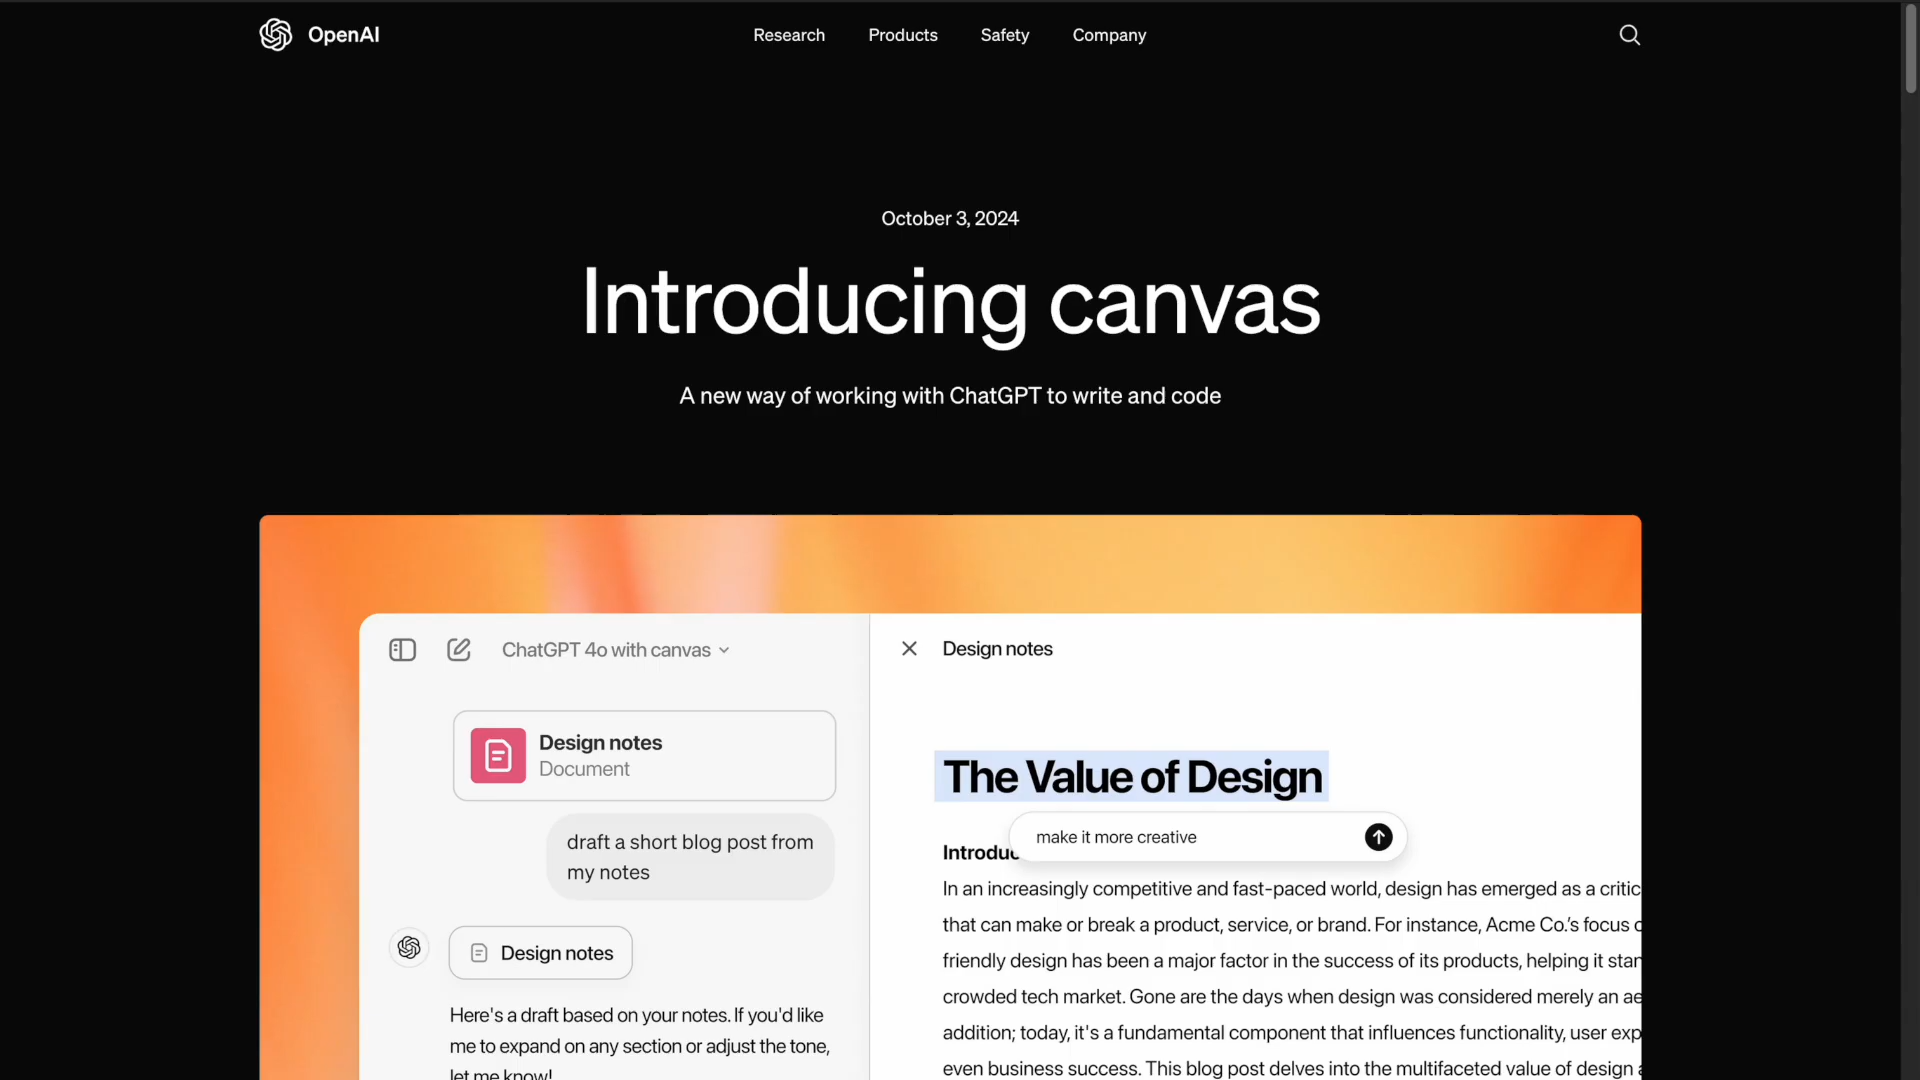 OpenAI
Research Products Safety Company
October 3, 2024
Introducing canvas
A new way of working with ChatGPT to write and code
ChatGPT 4o with canvas
Design notes
Document
draft a short blog post from
my notes
Design notes
Here's a draft based on your notes. If you'd like
me to expand on any section or adjust the tone,
let me know!
Design notes
The Value of Design
make it more creative
In an increasingly competitive and fast-paced world, design has emerged as a
that can make or break a product, service, or brand. For instance, Acme Co.'s focus
friendly design has been a major factor in the success of its products, helping it
crowded tech market. Gone are the days when design was considered merely an
addition; today, it's a fundamental component that influences functionality, user
even business success. This blog post delves into the multifaceted value of design